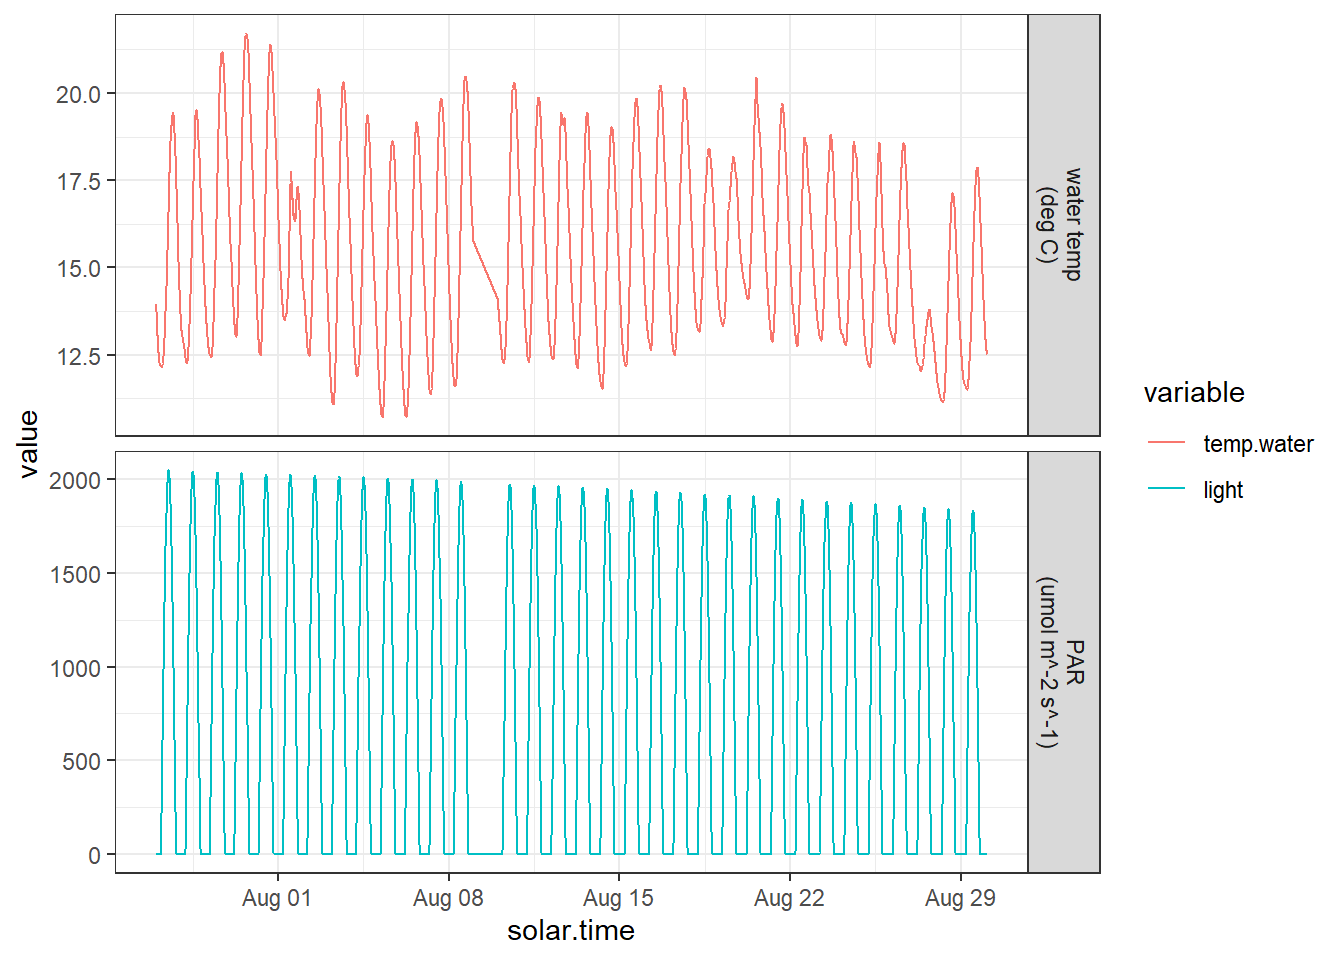 value
20.0
17.5
15.0
12.5
water temp
(deg C)
2000
1500
1000
500
0
PAR
(umol m^-2 s^-1)
Aug 01
Aug 08
Aug 15
Aug 22
Aug 29
solar.time
variable
temp.water
light